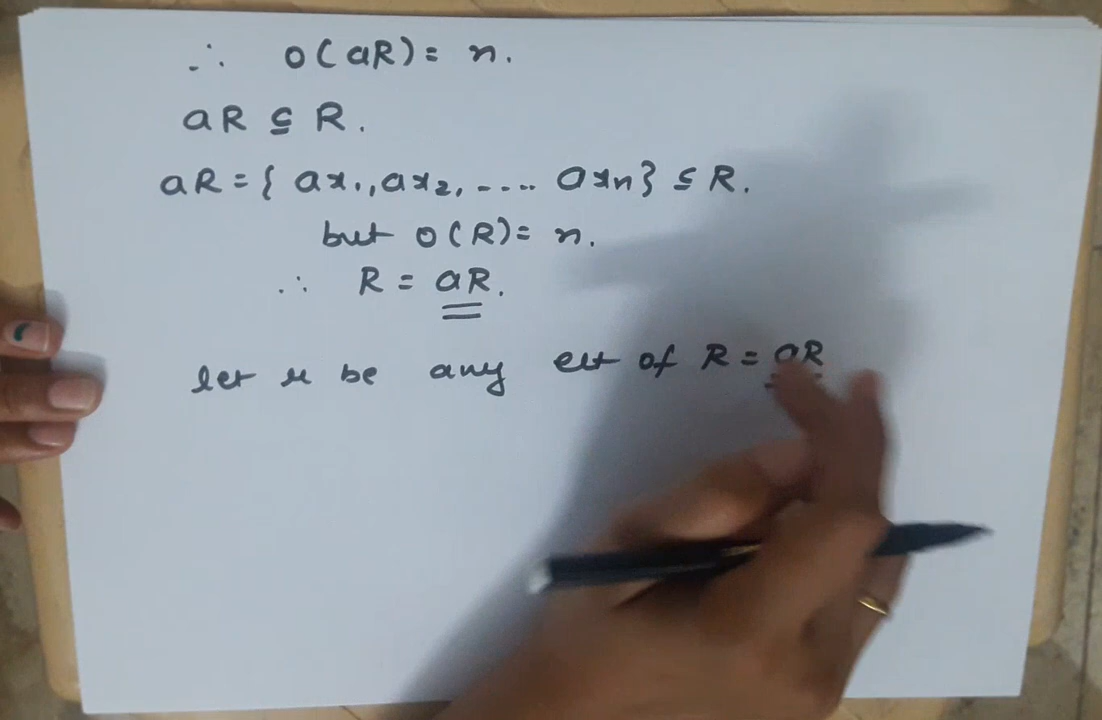 ∴ o(aR) = n.
aR ⊆ R.
aR = { ax₁, ax₂, ---- axn} ⊆ R.
but o(R) = n.
∴ R = aR.
let x be any elt of R = aR